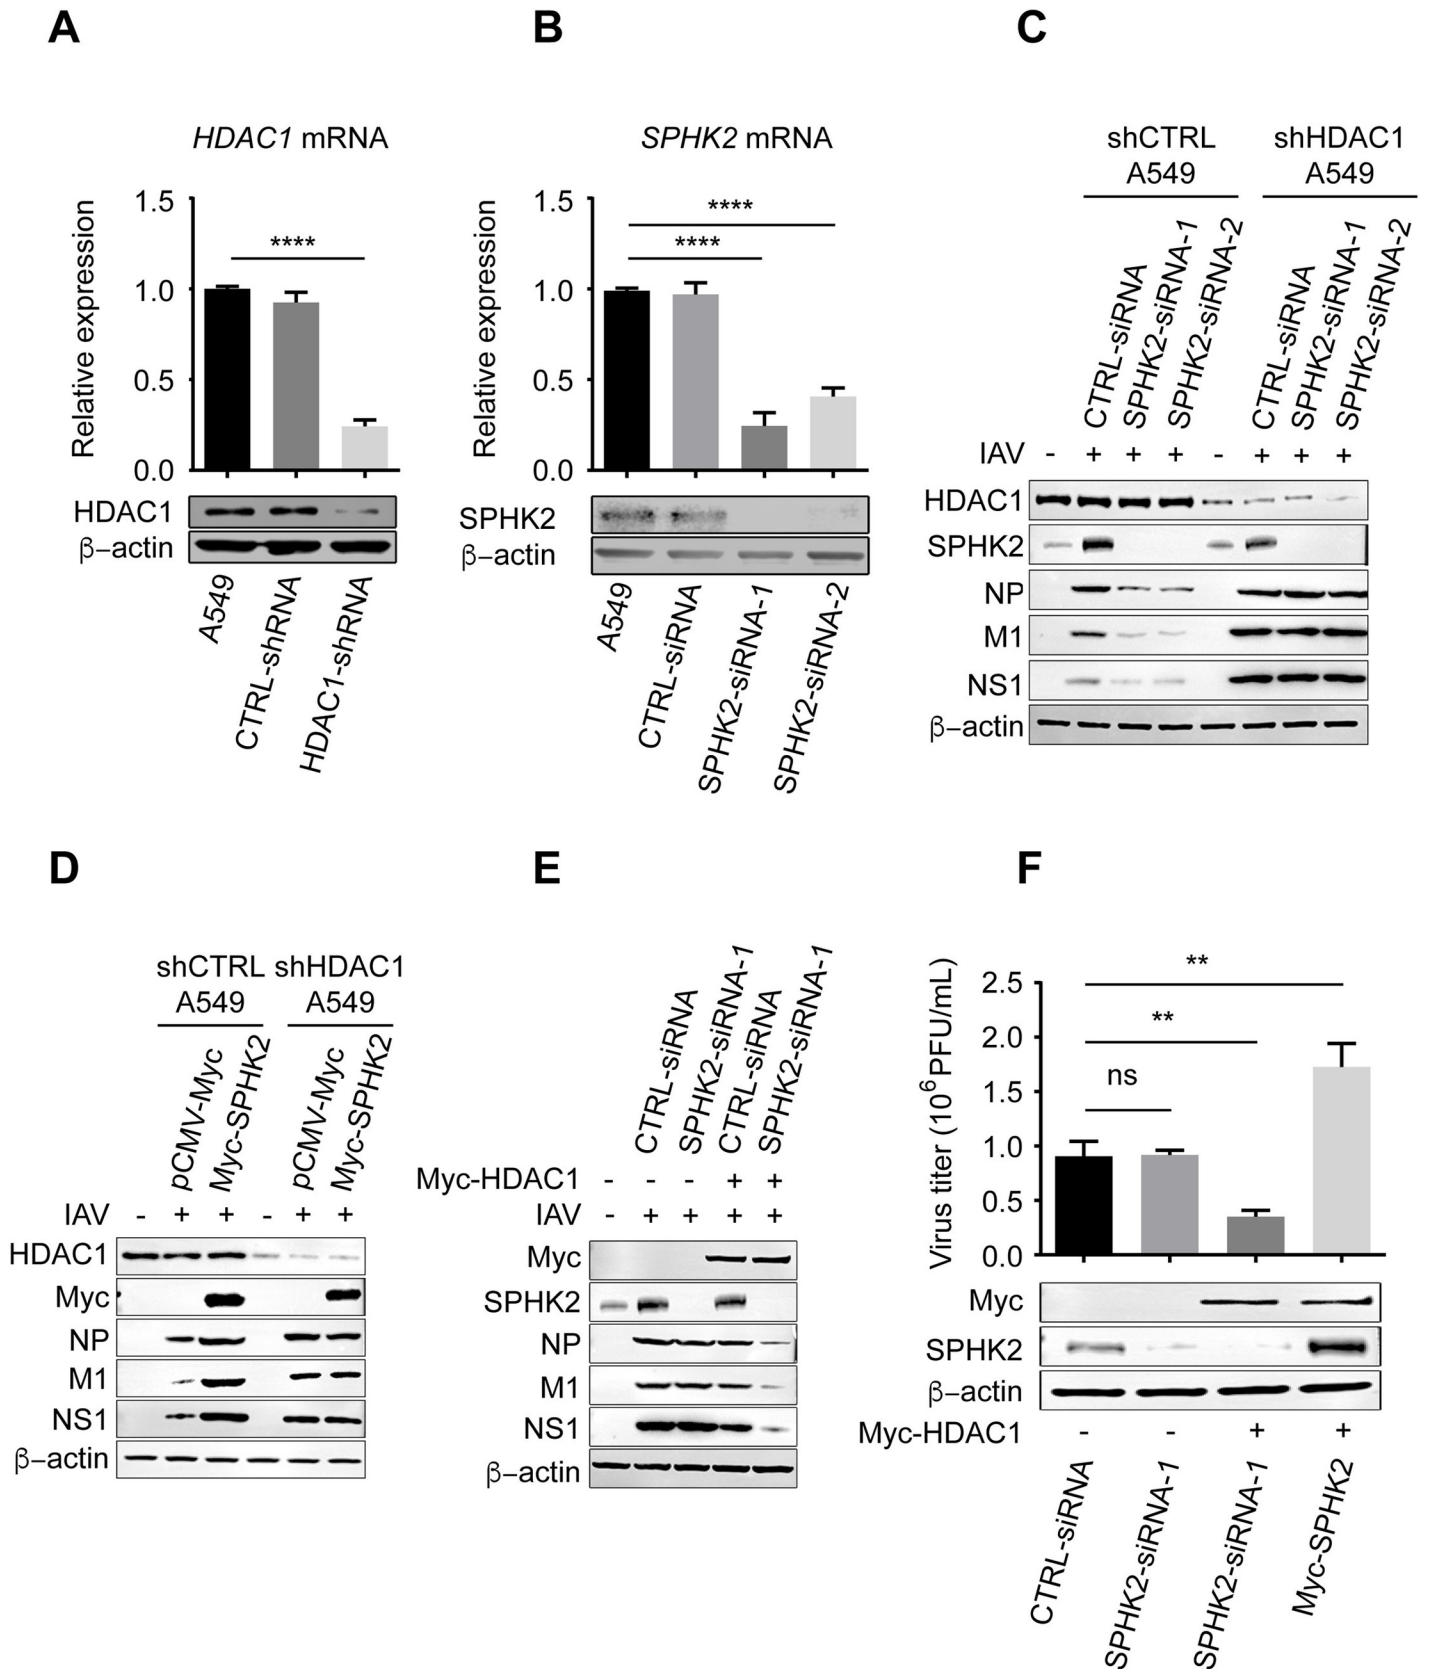 A
HDAC1 mRNA
Relative expression
1.5
1.0
0.5
0.0
****
HDAC1
β–actin
A549
CTRL-shRNA
HDAC1-shRNA
B
SPHK2 mRNA
Relative expression
1.5
1.0
0.5
0.0
****
****
SPHK2
β–actin
A549
CTRL-siRNA
SPHK2-siRNA-1
SPHK2-siRNA-2
C
shCTRL shHDAC1
A549 A549
CTRL-siRNA
SPHK2-siRNA-1
SPHK2-siRNA-2
CTRL-siRNA
SPHK2-siRNA-1
SPHK2-siRNA-2
IAV - + + + - + + +
HDAC1
SPHK2
NP
M1
NS1
β–actin
D
shCTRL shHDAC1
A549 A549
pCMV-Myc
Myc-SPHK2
pCMV-Myc
Myc-SPHK2
IAV - + + - + +
HDAC1
Myc
NP
M1
NS1
β–actin
E
CTRL-siRNA
SPHK2-siRNA-1
CTRL-siRNA
SPHK2-siRNA-1
Myc-HDAC1 - - - + +
IAV - + + + +
Myc
SPHK2
NP
M1
NS1
β–actin
F
Virus titer (10⁶ PFU/mL)
2.5
2.0
1.5
1.0
0.5
0.0
**
**
ns
Myc
SPHK2
β–actin
Myc-HDAC1 - - + +
CTRL-siRNA
SPHK2-siRNA-1
SPHK2-siRNA-1
Myc-SPHK2